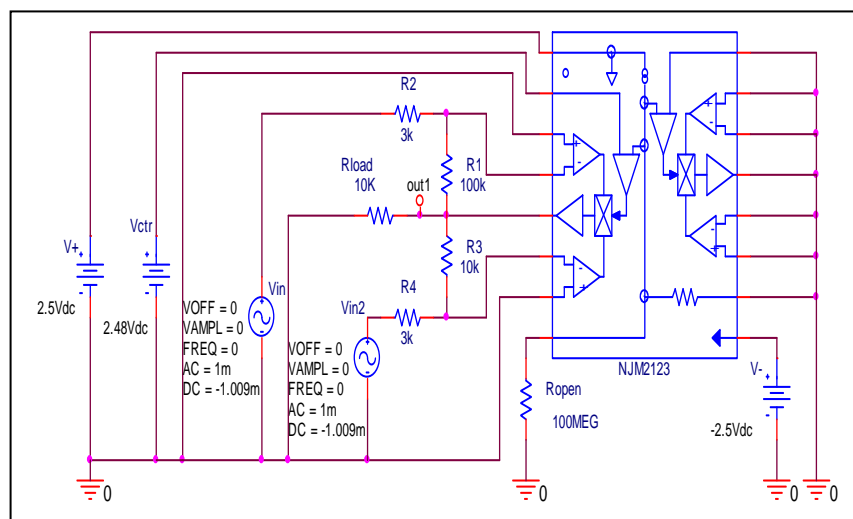 R2
3k
Rload
10K
out1
R1
100k
Vctr
V+
R3
10k
Vin
R4
3k
Vin2
2.5Vdc
2.48Vdc
VOFF = 0
VAMPL = 0
FREQ = 0
AC = 1m
DC = -1.009m
VOFF = 0
VAMPL = 0
FREQ = 0
AC = 1m
DC = -1.009m
NJM2123
V-
Ropen
100MEG
-2.5Vdc
0
0
0
0